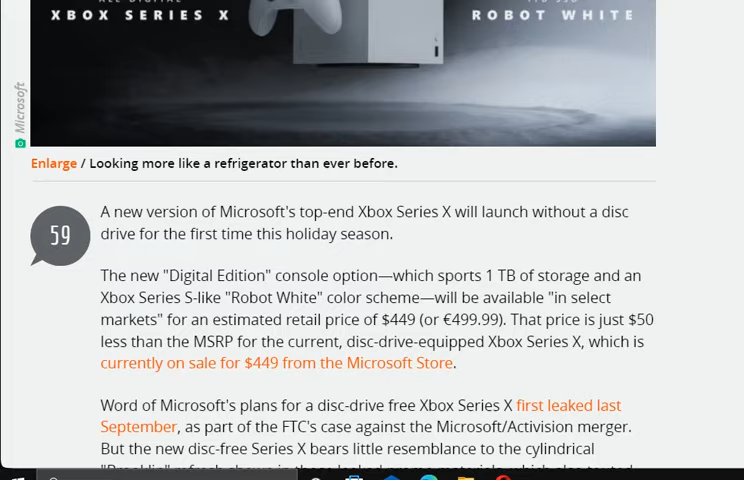 XBOX SERIES X
ROBOT WHITE
Microsoft
Enlarge / Looking more like a refrigerator than ever before.
59
A new version of Microsoft's top-end Xbox Series X will launch without a disc
drive for the first time this holiday season.
The new "Digital Edition" console option—which sports 1 TB of storage and an
Xbox Series S-like "Robot White" color scheme—will be available "in select
markets" for an estimated retail price of $449 (or €499.99). That price is just $50
less than the MSRP for the current, disc-drive-equipped Xbox Series X, which is
currently on sale for $449 from the Microsoft Store.
Word of Microsoft's plans for a disc-drive free Xbox Series X first leaked last
September, as part of the FTC's case against the Microsoft/Activision merger.
But the new disc-free Series X bears little resemblance to the cylindrical